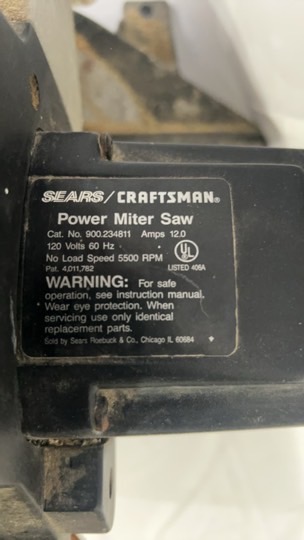 SEARS / CRAFTSMAN®
Power Miter Saw
Cat. No. 900.234811 Amps 12.0
120 Volts 60 Hz
No Load Speed 5500 RPM
Pat. 4,011,782
UL®
LISTED 406A
WARNING: For safe
operation, see instruction manual.
Wear eye protection. When
servicing use only identical
replacement parts.
Sold by Sears Roebuck & Co., Chicago IL 60684